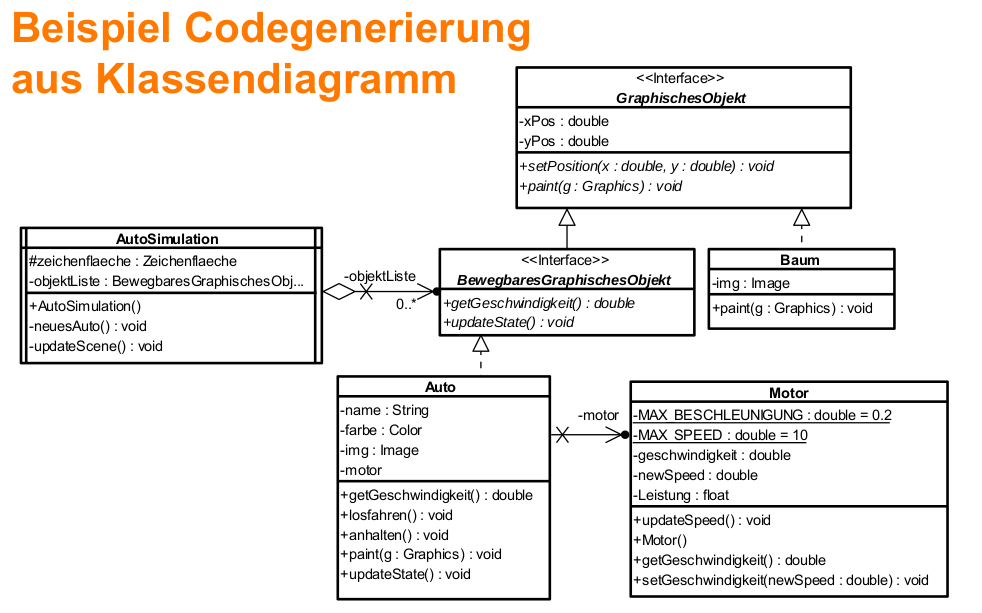 Beispiel Codegenerierung
aus Klassendiagramm
<<Interface>>
GraphischesObjekt
-xPos : double
-yPos : double
+setPosition(x : double, y : double) : void
+paint(g : Graphics) : void
AutoSimulation
#zeichenflaeche : Zeichenflaeche
-objektListe : BewegbaresGraphischesObj...
+AutoSimulation()
-neuesAuto() : void
-updateScene() : void
-objektListe
0..*
<<Interface>>
BewegbaresGraphischesObjekt
+getGeschwindigkeit() : double
+updateState() : void
Baum
-img : Image
+paint(g : Graphics) : void
Auto
-name : String
-farbe : Color
-img : Image
-motor
+getGeschwindigkeit() : double
+losfahren() : void
+anhalten() : void
+paint(g : Graphics) : void
+updateState() : void
-motor
Motor
-MAX_BESCHLEUNIGUNG : double = 0.2
-MAX_SPEED : double = 10
-geschwindigkeit : double
-newSpeed : double
-Leistung : float
+updateSpeed() : void
+Motor()
+getGeschwindigkeit() : double
+setGeschwindigkeit(newSpeed : double) : void